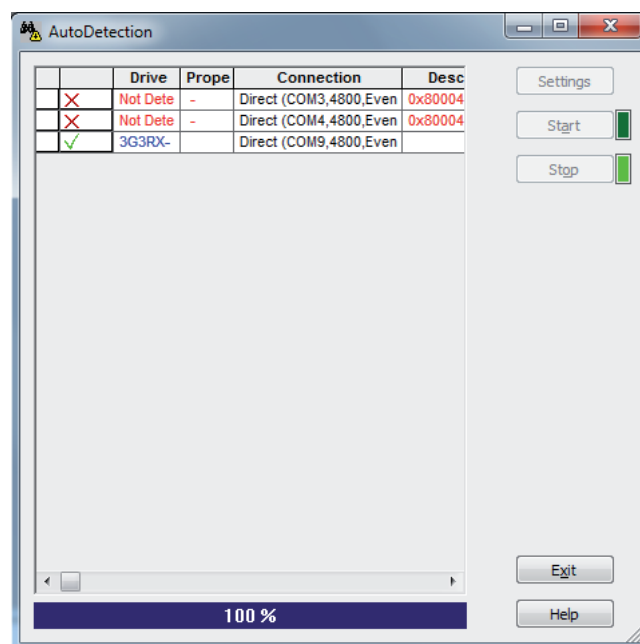 AutoDetection
Drive Prope Connection Desc
Not Dete - Direct (COM3,4800,Even 0x80004
Not Dete - Direct (COM4,4800,Even 0x80004
3G3RX- Direct (COM9,4800,Even
Settings
Start
Stop
Exit
Help
100 %